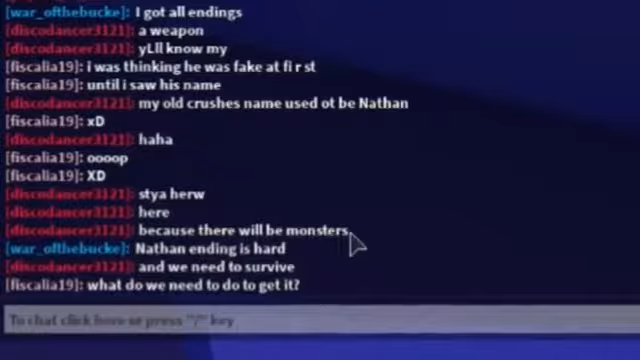 [war_ofthebucke]: I got all endings
[discodancer3121]: a weapon
[discodancer3121]: yLll know my
[fiscalia19]: i was thinking he was fake at fi r st
[fiscalia19]: until i saw his name
[discodancer3121]: my old crushes name used ot be Nathan
[fiscalia19]: xD
[discodancer3121]: haha
[fiscalia19]: oooop
[fiscalia19]: XD
[discodancer3121]: stya herw
[discodancer3121]: here
[discodancer3121]: because there will be monsters
[war_ofthebucke]: Nathan ending is hard
[discodancer3121]: and we need to survive
[fiscalia19]: what do we need to do to get it?
To chat click here or press "/" key